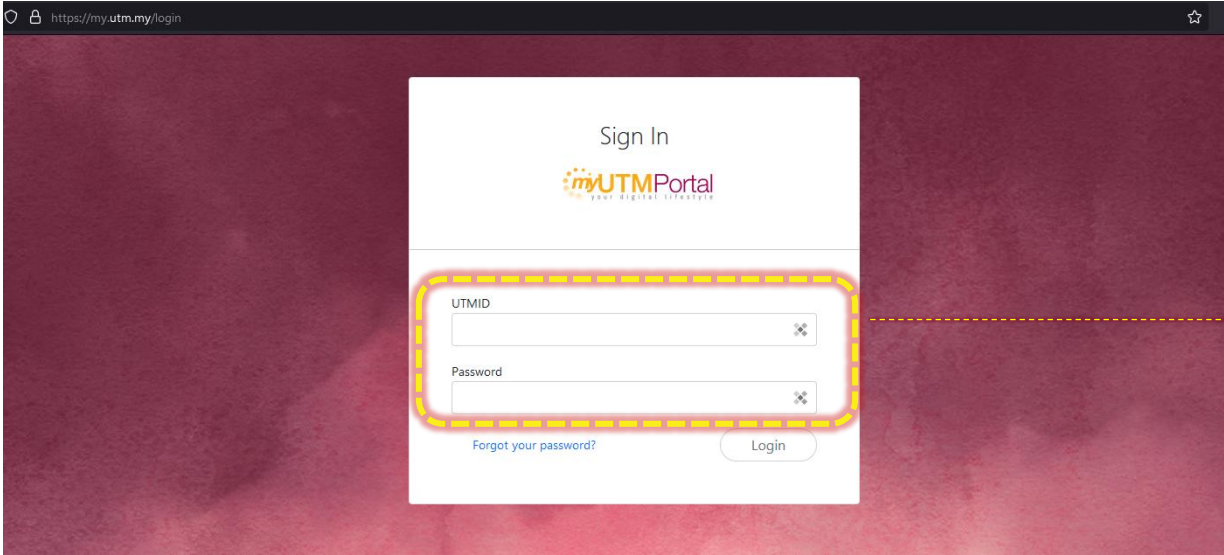 https://my.utm.my/login
Sign In
myUTMPortal
your digital lifestyle
UTMID
Password
Forgot your password?
Login